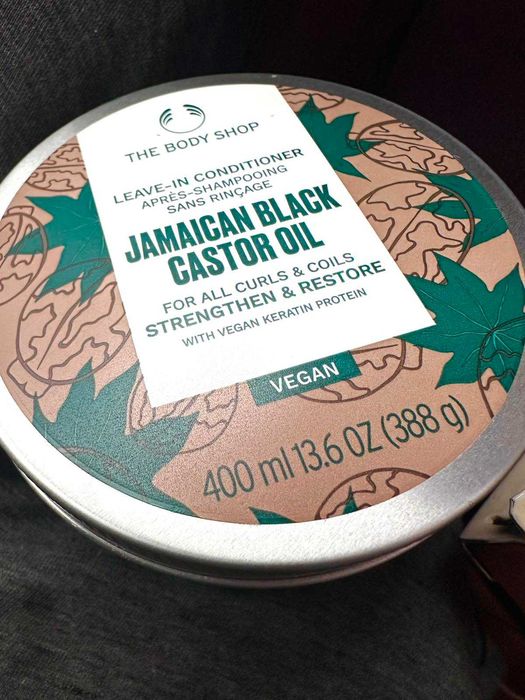 THE BODY SHOP
LEAVE-IN CONDITIONER
APRÈS-SHAMPOOING
SANS RINÇAGE
JAMAICAN BLACK
CASTOR OIL
FOR ALL CURLS & COILS
STRENGTHEN & RESTORE
WITH VEGAN KERATIN PROTEIN
VEGAN
400 ml 13.6 OZ (388 g)